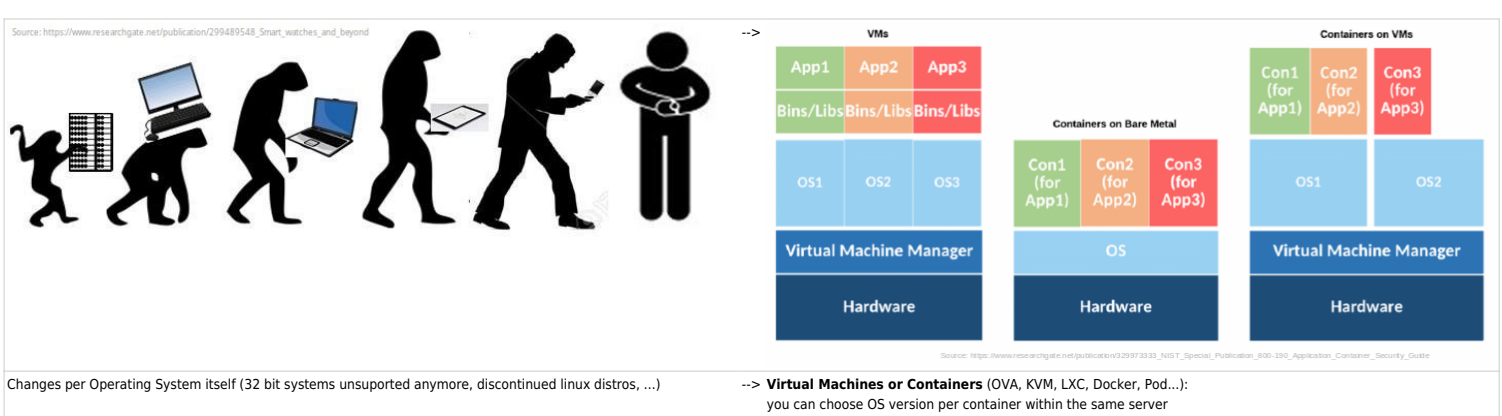 Source: https://www.researchgate.net/publication/299489548_Smart_watches_and_beyond
-->
VMs
App1 App2 App3
Bins/Libs Bins/Libs Bins/Libs
OS1 OS2 OS3
Virtual Machine Manager
Hardware
Containers on Bare Metal
Con1 Con2 Con3
(for (for (for
App1) App2) App3)
OS
Hardware
Containers on VMs
Con1 Con2 Con3
(for (for (for
App1) App2) App3)
OS1 OS2
Virtual Machine Manager
Hardware
Source: https://www.researchgate.net/publication/329973333_NIST_Special_Publication_800-190_Application_Container_Security_Guide
Changes per Operating System itself (32 bit systems unsuported anymore, discontinued linux distros, ...)
--> Virtual Machines or Containers (OVA, KVM, LXC, Docker, Pod...):
you can choose OS version per container within the same server